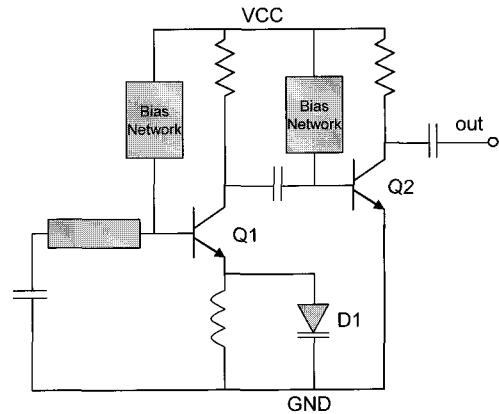 VCC
Bias
Network
Bias
Network
out
Q2
Q1
D1
GND